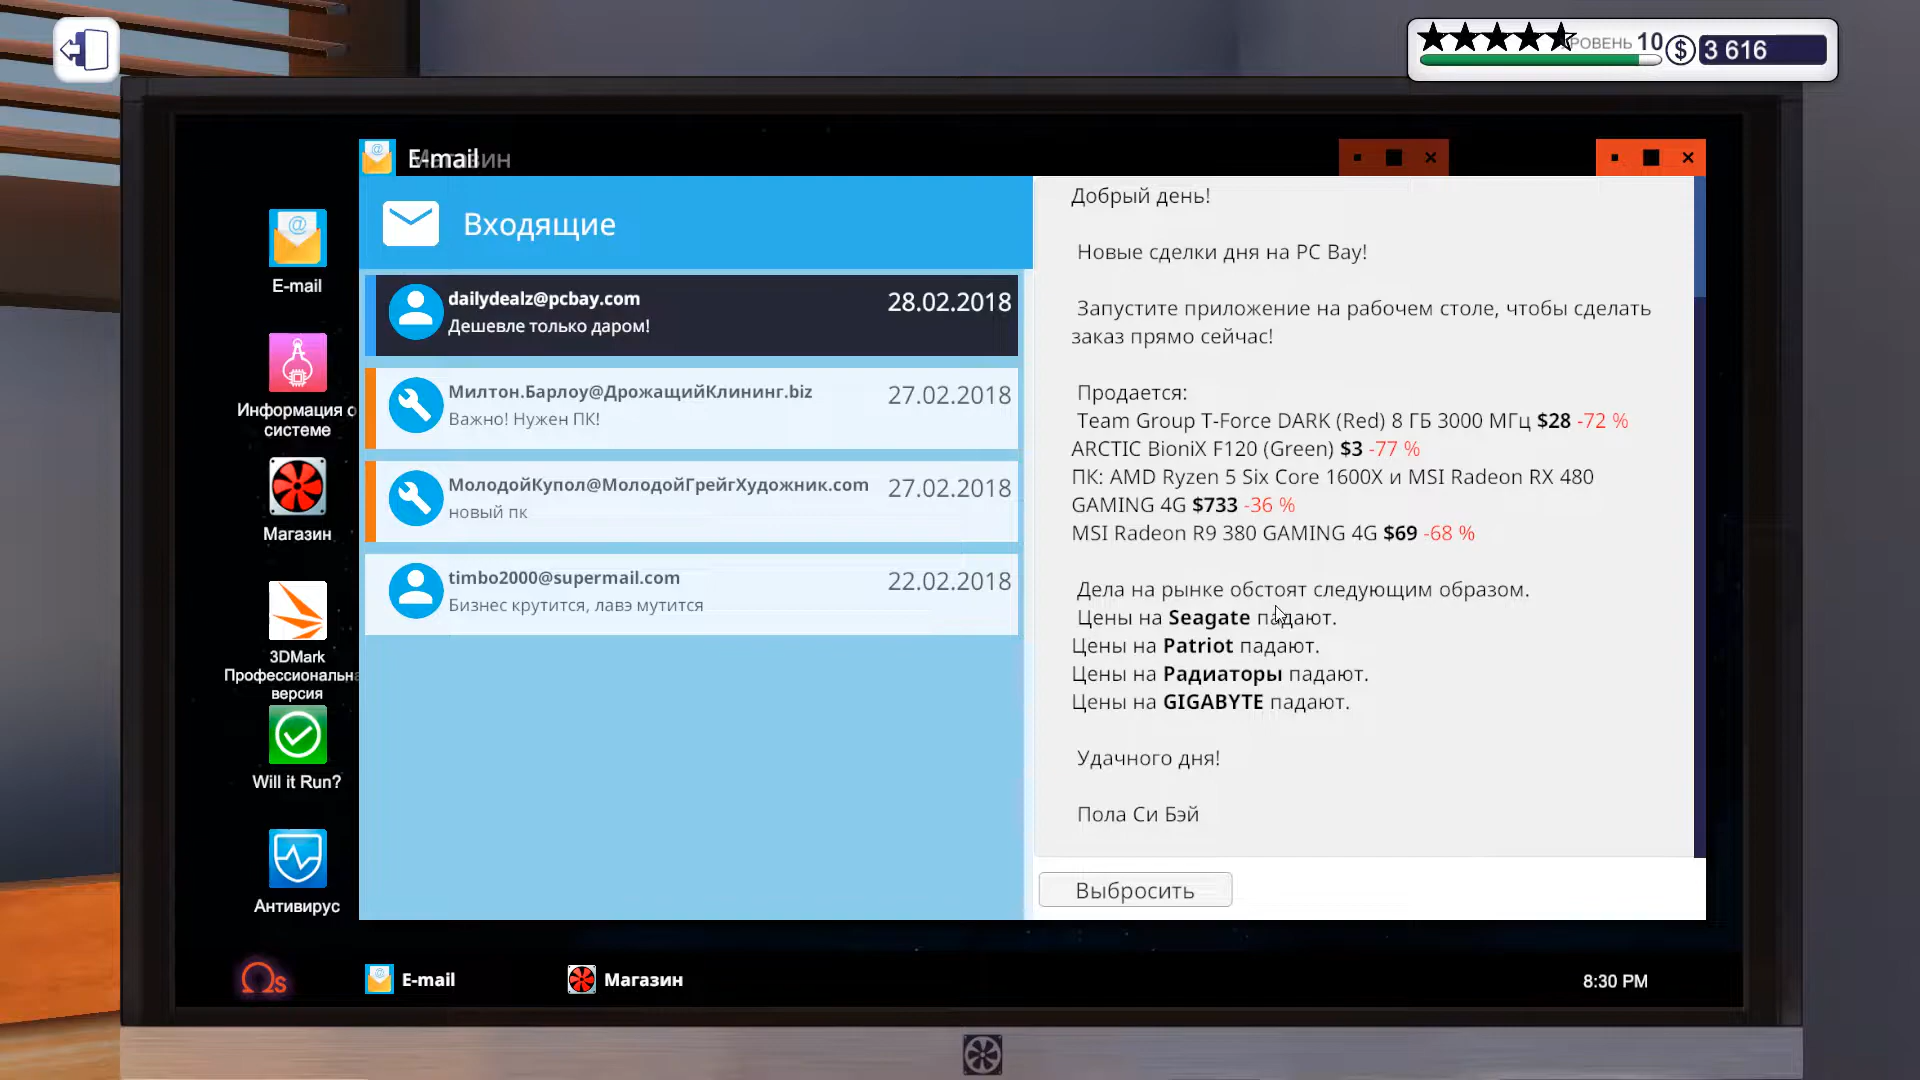 РОВЕНЬ 10
3 616
E-mail
Входящие
dailydealz@pcbay.com
28.02.2018
Дешевле только даром!
Милтон.Барлоу@ДрожащийКлининг.biz
27.02.2018
Важно! Нужен ПК!
МолодойКупол@МолодойГрейгХудожник.com
27.02.2018
новый пк
timbo2000@supermail.com
22.02.2018
Бизнес крутится, лавэ мутится
Добрый день!
Новые сделки дня на PC Bay!
Запустите приложение на рабочем столе, чтобы сделать
заказ прямо сейчас!
Продается:
Team Group T-Force DARK (Red) 8 ГБ 3000 МГц $28 -72 %
ARCTIC BioniX F120 (Green) $3 -77 %
ПК: AMD Ryzen 5 Six Core 1600X и MSI Radeon RX 480
GAMING 4G $733 -36 %
MSI Radeon R9 380 GAMING 4G $69 -68 %
Дела на рынке обстоят следующим образом.
Цены на Seagate падают.
Цены на Patriot падают.
Цены на Радиаторы падают.
Цены на GIGABYTE падают.
Удачного дня!
Пола Си Бэй
Выбросить
E-mail
Информация о
системе
Магазин
3DMark
Профессиональна
версия
Will it Run?
Антивирус
Ωs
E-mail
Магазин
8:30 PM